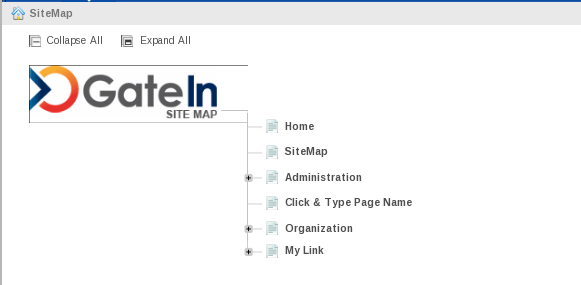 SiteMap
Collapse All Expand All
GateIn
SITE MAP
Home
SiteMap
Administration
Click & Type Page Name
Organization
My Link